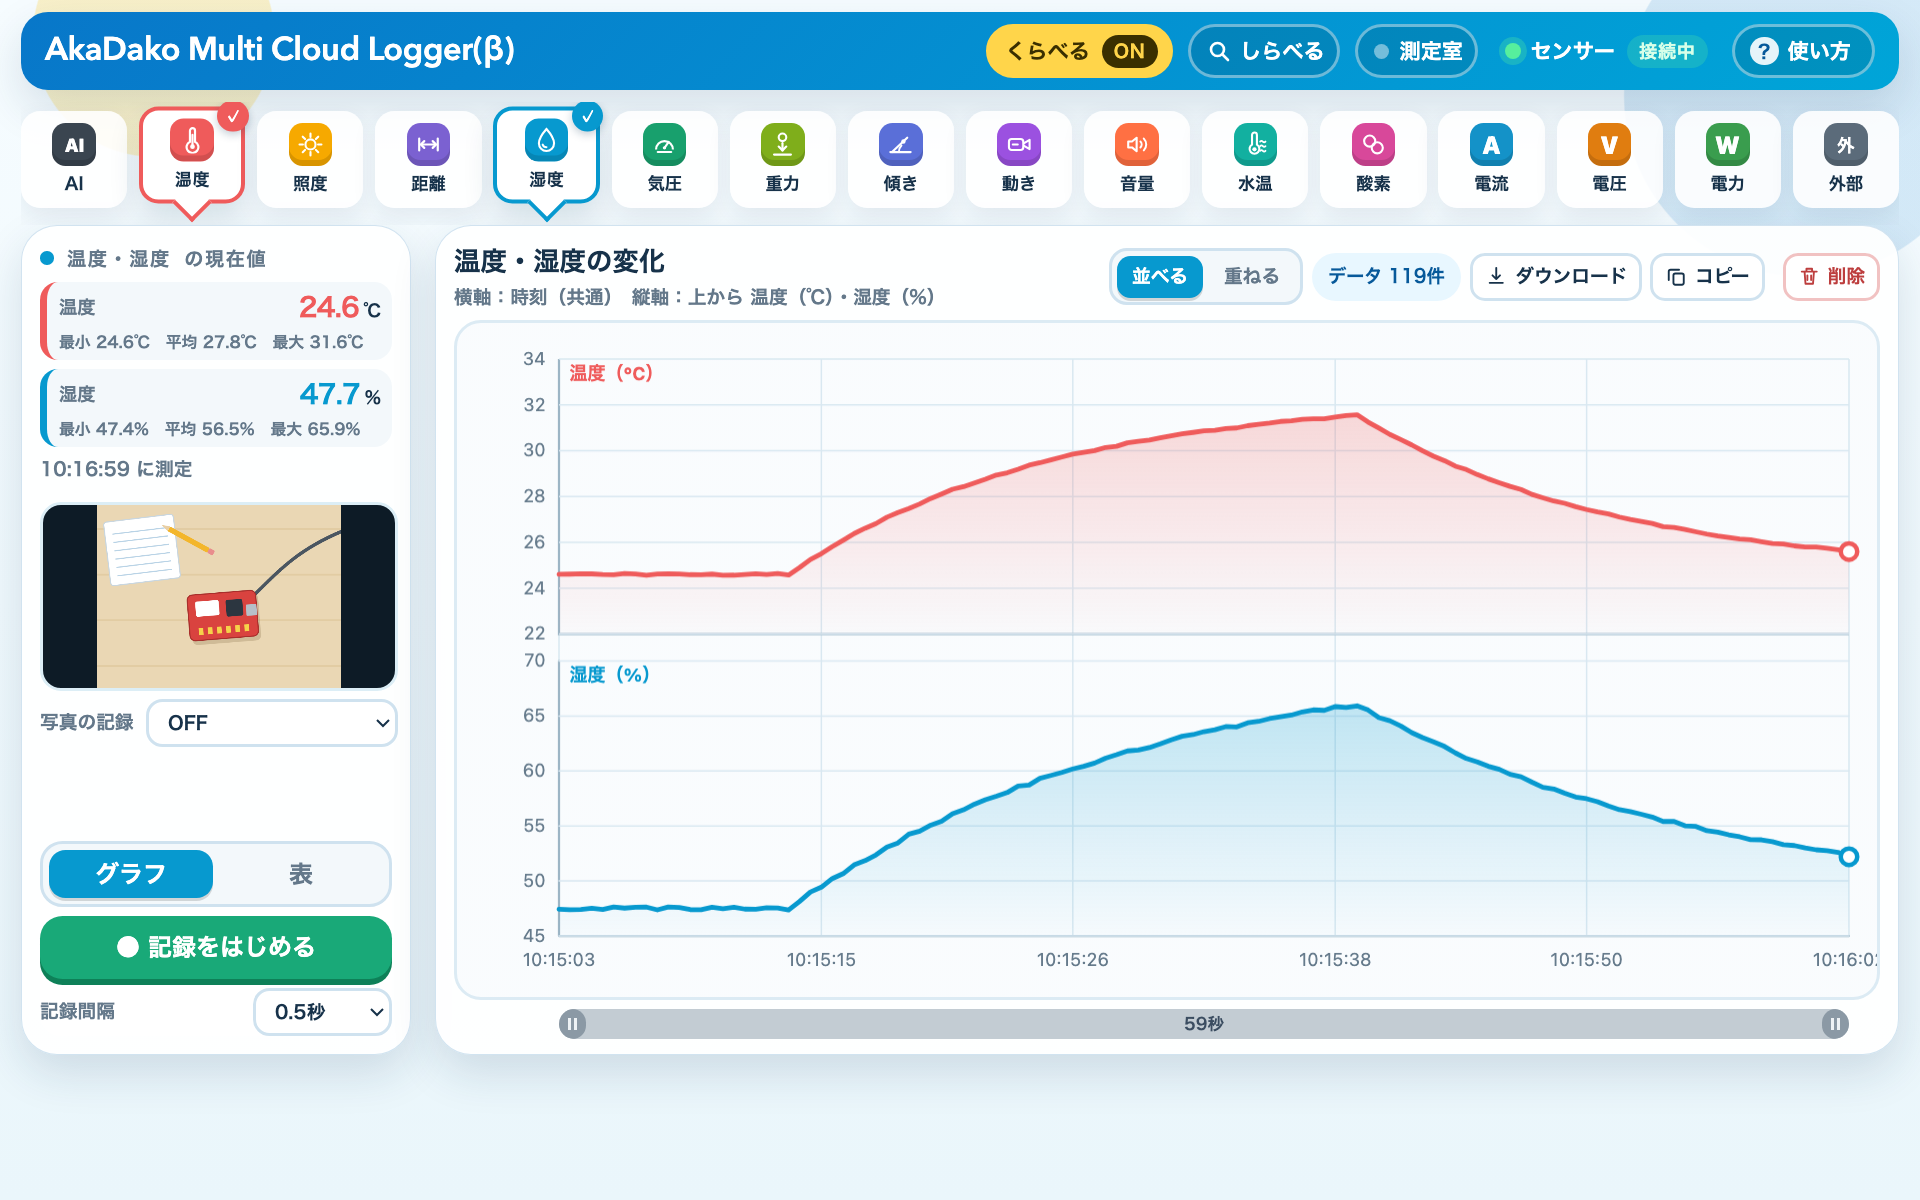 AkaDako Multi Cloud Logger(β)
くらべる ON
しらべる
測定室
センサー 接続中
? 使い方
AI AI
温度
照度
距離
湿度
気圧
重力
傾き
動き
音量
水温
酸素
A 電流
V 電圧
W 電力
外 外部
温度・湿度 の現在値
温度 24.6 ℃
最小 24.6℃ 平均 27.8℃ 最大 31.6℃
湿度 47.7 %
最小 47.4% 平均 56.5% 最大 65.9%
10:16:59 に測定
写真の記録 OFF
グラフ 表
記録をはじめる
記録間隔 0.5秒
温度・湿度の変化
横軸：時刻（共通） 縦軸：上から 温度（℃）・湿度（%）
並べる 重ねる
データ 119件
ダウンロード
コピー
削除
温度（℃）
34
32
30
28
26
24
22
湿度（%）
70
65
60
55
50
45
10:15:03 10:15:15 10:15:26 10:15:38 10:15:50 10:16:0
59秒